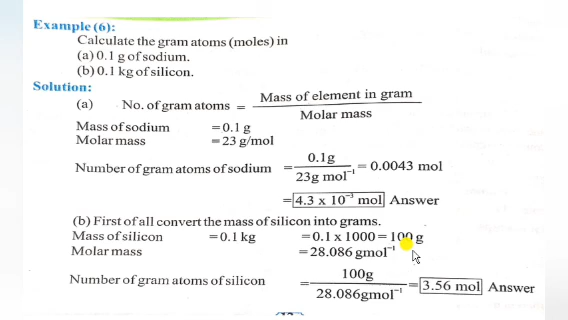 Example (6):
Calculate the gram atoms (moles) in
(a) 0.1 g of sodium.
(b) 0.1 kg of silicon.
Solution:
(a) No. of gram atoms = Mass of element in gram / Molar mass
Mass of sodium = 0.1 g
Molar mass = 23 g/mol
Number of gram atoms of sodium = 0.1g / 23g mol⁻¹ = 0.0043 mol
= 4.3 x 10⁻³ mol Answer
(b) First of all convert the mass of silicon into grams.
Mass of silicon = 0.1 kg = 0.1 x 1000 = 100 g
Molar mass = 28.086 gmol⁻¹
Number of gram atoms of silicon = 100g / 28.086gmol⁻¹ = 3.56 mol Answer